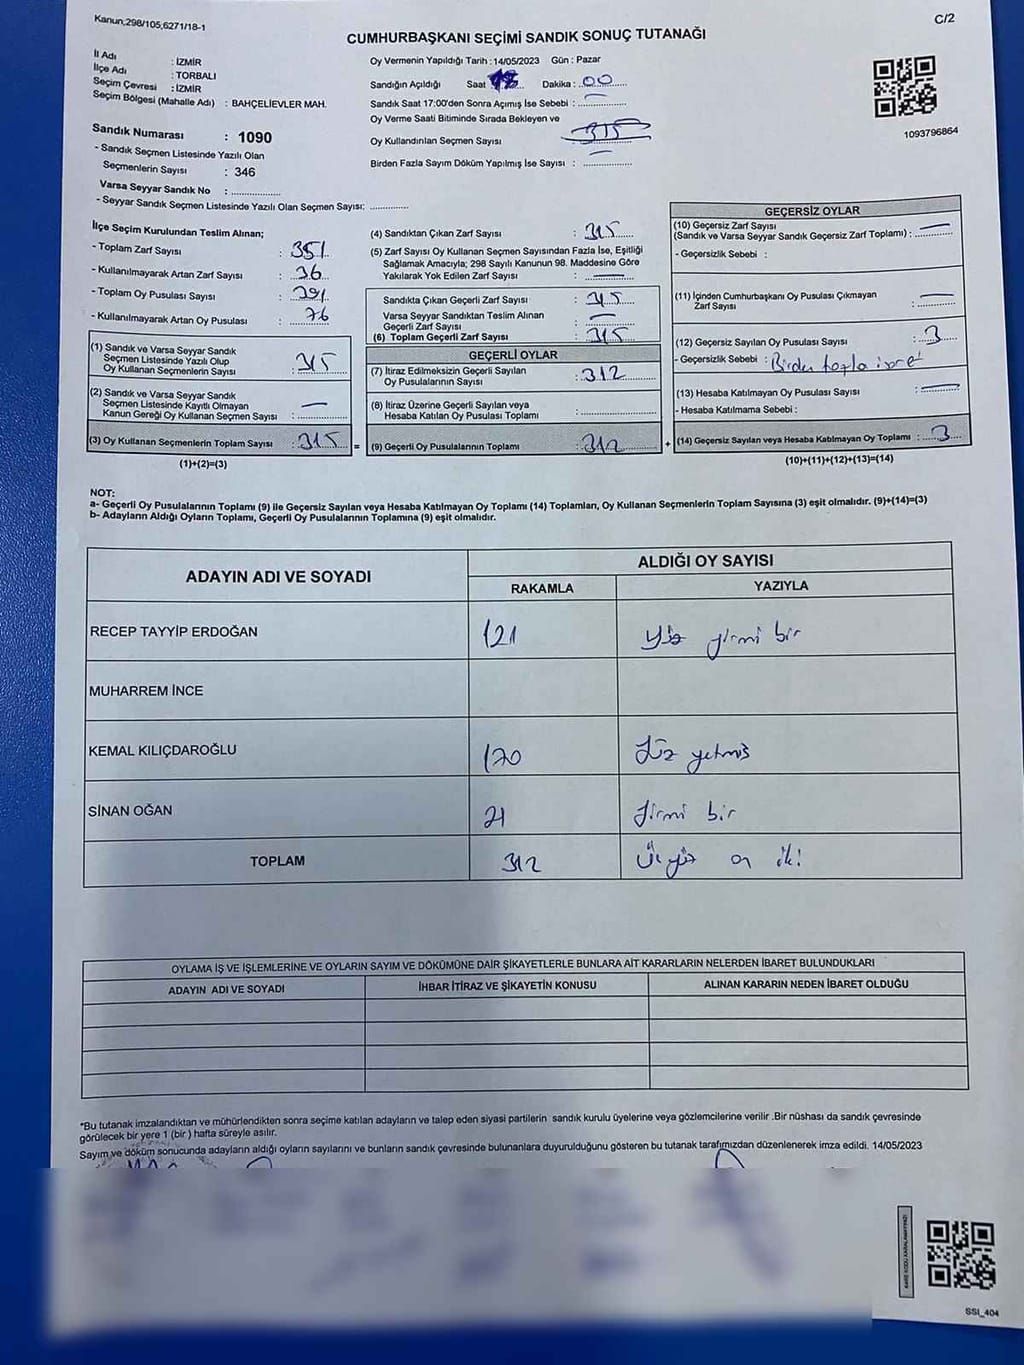 Kanun;298/105,6271/18-1
C/2
CUMHURBAŞKANI SEÇİMİ SANDIK SONUÇ TUTANAĞI
İl Adı : İZMİR
İlçe Adı : TORBALI
Seçim Çevresi : İZMİR
Seçim Bölgesi (Mahalle Adı) : BAHÇELİEVLER MAH.
Sandık Numarası : 1090
- Sandık Seçmen Listesinde Yazılı Olan
Seçmenlerin Sayısı : 346
Varsa Seyyar Sandık No :
- Seyyar Sandık Seçmen Listesinde Yazılı Olan Seçmen Sayısı:
Oy Vermenin Yapıldığı Tarih : 14/05/2023 Gün : Pazar
Sandığın Açıldığı Saat Dakika : 00
Sandık Saat 17:00'den Sonra Açımış İse Sebebi : —
Oy Verme Saati Bitiminde Sırada Bekleyen ve
Oy Kullandırılan Seçmen Sayısı
Birden Fazla Sayım Döküm Yapılmış İse Sayısı : —
1093796864
İlçe Seçim Kurulundan Teslim Alınan;
- Toplam Zarf Sayısı : 351
- Kullanılmayarak Artan Zarf Sayısı : 36
- Toplam Oy Pusulası Sayısı : 391
- Kullanılmayarak Artan Oy Pusulası : 76
(1) Sandık ve Varsa Seyyar Sandık
Seçmen Listesinde Yazılı Olup
Oy Kullanan Seçmenlerin Sayısı : 315
(2) Sandık ve Varsa Seyyar Sandık
Seçmen Listesinde Kayıtlı Olmayan
Kanun Gereği Oy Kullanan Seçmen Sayısı : —
(3) Oy Kullanan Seçmenlerin Toplam Sayısı : 315 =
(1)+(2)=(3)
(4) Sandıktan Çıkan Zarf Sayısı : 315
(5) Zarf Sayısı Oy Kullanan Seçmen Sayısından Fazla İse, Eşitliği
Sağlamak Amacıyla; 298 Sayılı Kanunun 98. Maddesine Göre
Yakılarak Yok Edilen Zarf Sayısı : —
Sandıkta Çıkan Geçerli Zarf Sayısı : 315
Varsa Seyyar Sandıktan Teslim Alınan
Geçerli Zarf Sayısı : —
(6) Toplam Geçerli Zarf Sayısı : 315
GEÇERLİ OYLAR
(7) İtiraz Edilmeksizin Geçerli Sayılan
Oy Pusulalarının Sayısı : 312
(8) İtiraz Üzerine Geçerli Sayılan veya
Hesaba Katılan Oy Pusulası Toplamı :
(9) Geçerli Oy Pusulalarının Toplamı : 312 +
GEÇERSİZ OYLAR
(10) Geçersiz Zarf Sayısı
(Sandık ve Varsa Seyyar Sandık Geçersiz Zarf Toplamı) : —
- Geçersizlik Sebebi :
(11) İçinden Cumhurbaşkanı Oy Pusulası Çıkmayan
Zarf Sayısı : —
(12) Geçersiz Sayılan Oy Pusulası Sayısı : 3
- Geçersizlik Sebebi : Birden fazla işaret
(13) Hesaba Katılmayan Oy Pusulası Sayısı : —
- Hesaba Katılmama Sebebi :
(14) Geçersiz Sayılan veya Hesaba Katılmayan Oy Toplamı : 3
(10)+(11)+(12)+(13)=(14)
NOT:
a- Geçerli Oy Pusulalarının Toplamı (9) ile Geçersiz Sayılan veya Hesaba Katılmayan Oy Toplamı (14) Toplamları, Oy Kullanan Seçmenlerin Toplam Sayısına (3) eşit olmalıdır. (9)+(14)=(3)
b- Adayların Aldığı Oyların Toplamı, Geçerli Oy Pusulalarının Toplamına (9) eşit olmalıdır.
ADAYIN ADI VE SOYADI
ALDIĞI OY SAYISI
RAKAMLA YAZIYLA
RECEP TAYYİP ERDOĞAN 121 Yüz yirmi bir
MUHARREM İNCE
KEMAL KILIÇDAROĞLU 170 Yüz yetmiş
SİNAN OĞAN 21 Yirmi bir
TOPLAM 312 Üçyüz on iki
OYLAMA İŞ VE İŞLEMLERİNE VE OYLARIN SAYIM VE DÖKÜMÜNE DAİR ŞİKAYETLERLE BUNLARA AİT KARARLARIN NELERDEN İBARET BULUNDUKLARI
ADAYIN ADI VE SOYADI İHBAR İTİRAZ VE ŞİKAYETİN KONUSU ALINAN KARARIN NEDEN İBARET OLDUĞU
*Bu tutanak imzalandıktan ve mühürlendikten sonra seçime katılan adayların ve talep eden siyasi partilerin sandık kurulu üyelerine veya gözlemcilerine verilir .Bir nüshası da sandık çevresinde
görülecek bir yere 1 (bir ) hafta süreyle asılır.
Sayım ve döküm sonucunda adayların aldığı oyların sayılarını ve bunların sandık çevresinde bulunanlara duyurulduğunu gösteren bu tutanak tarafımızdan düzenlenerek imza edildi. 14/05/2023
SSI_404